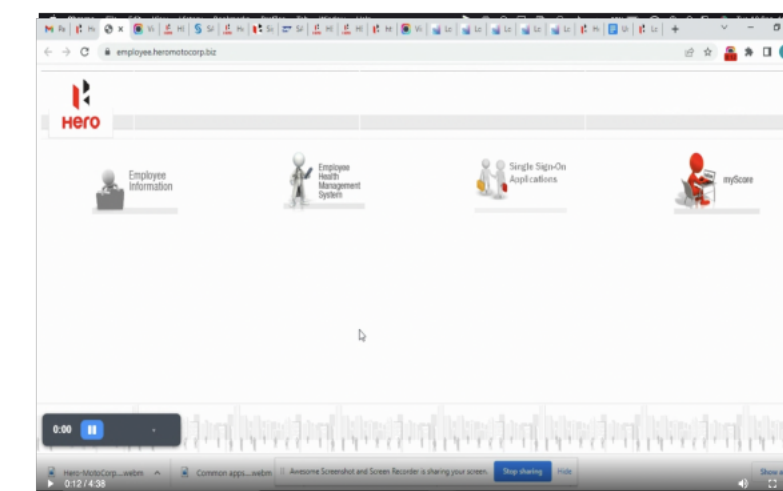 employee.heromotocorp.biz
Hero
Employee
Information
Employee
Health
Management
System
Single Sign-On
Applications
myScore
0:00
Hero-MotoCorp....webm
Common apps....webm
Awesome Screenshot and Screen Recorder is sharing your screen.
Stop sharing
Hide
Show a
0:12 / 4:38